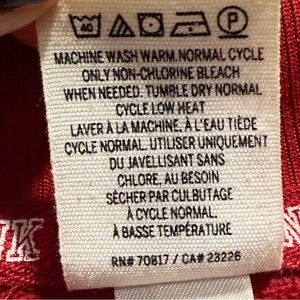 40 P
MACHINE WASH WARM. NORMAL CYCLE
ONLY NON-CHLORINE BLEACH
WHEN NEEDED. TUMBLE DRY NORMAL
CYCLE LOW HEAT
LAVER À LA MACHINE, À L'EAU TIÈDE
CYCLE NORMAL. UTILISER UNIQUEMENT
DU JAVELLISANT SANS
CHLORE, AU BESOIN
SÉCHER PAR CULBUTAGE
À CYCLE NORMAL,
À BASSE TEMPÉRATURE
RN# 70817 / CA# 23226